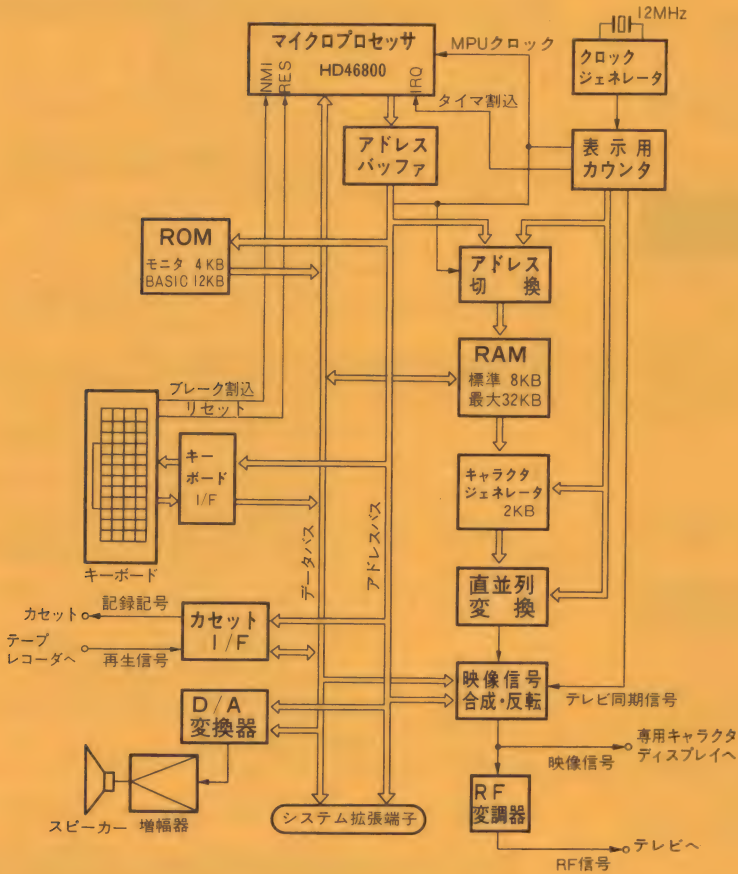 12MHz
マイクロプロセッサ
HD46800
NMI
RES
IRQ
MPUクロック
タイマ割込
クロック
ジェネレータ
アドレス
バッファ
表示用
カウンタ
ROM
モニタ 4KB
BASIC 12KB
アドレス
切換
RAM
標準 8KB
最大32KB
ブレーク割込
リセット
キー
ボード
I/F
キーボード
データバス
アドレスバス
キャラクタ
ジェネレータ
2KB
直並列
変換
カセット
テープ
レコーダへ
記録記号
再生信号
カセット
I/F
映像信号
合成・反転
テレビ同期信号
D/A
変換器
専用キャラクタ
ディスプレイへ
映像信号
スピーカー
増幅器
システム拡張端子
RF
変調器
テレビへ
RF信号